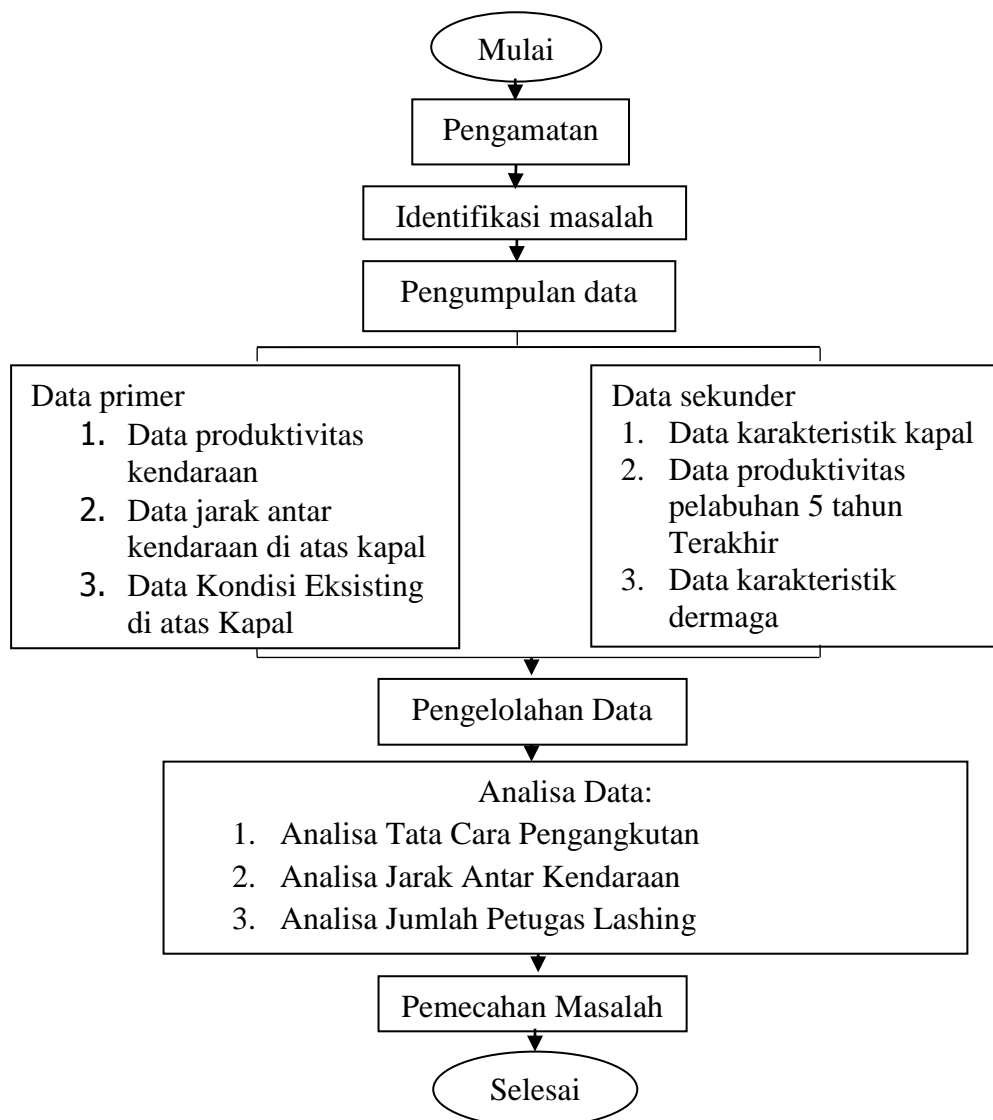 Mulai
Pengamatan
Identifikasi masalah
Pengumpulan data
Data primer
1. Data produktivitas
kendaraan
2. Data jarak antar
kendaraan di atas kapal
3. Data Kondisi Eksisting
di atas Kapal
Data sekunder
1. Data karakteristik kapal
2. Data produktivitas
pelabuhan 5 tahun
Terakhir
3. Data karakteristik
dermaga
Pengelolahan Data
Analisa Data:
1. Analisa Tata Cara Pengangkutan
2. Analisa Jarak Antar Kendaraan
3. Analisa Jumlah Petugas Lashing
Pemecahan Masalah
Selesai